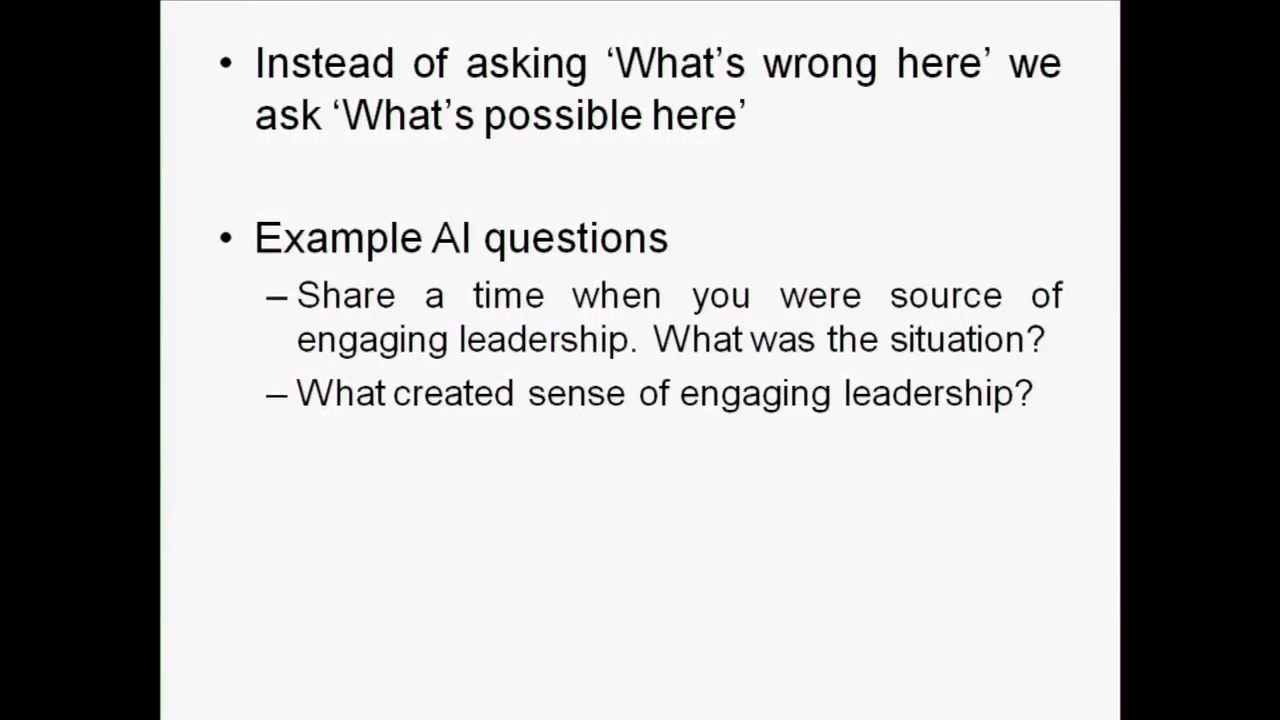 • Instead of asking ‘What’s wrong here’ we
ask ‘What’s possible here’
• Example AI questions
– Share a time when you were source of
engaging leadership. What was the situation?
– What created sense of engaging leadership?